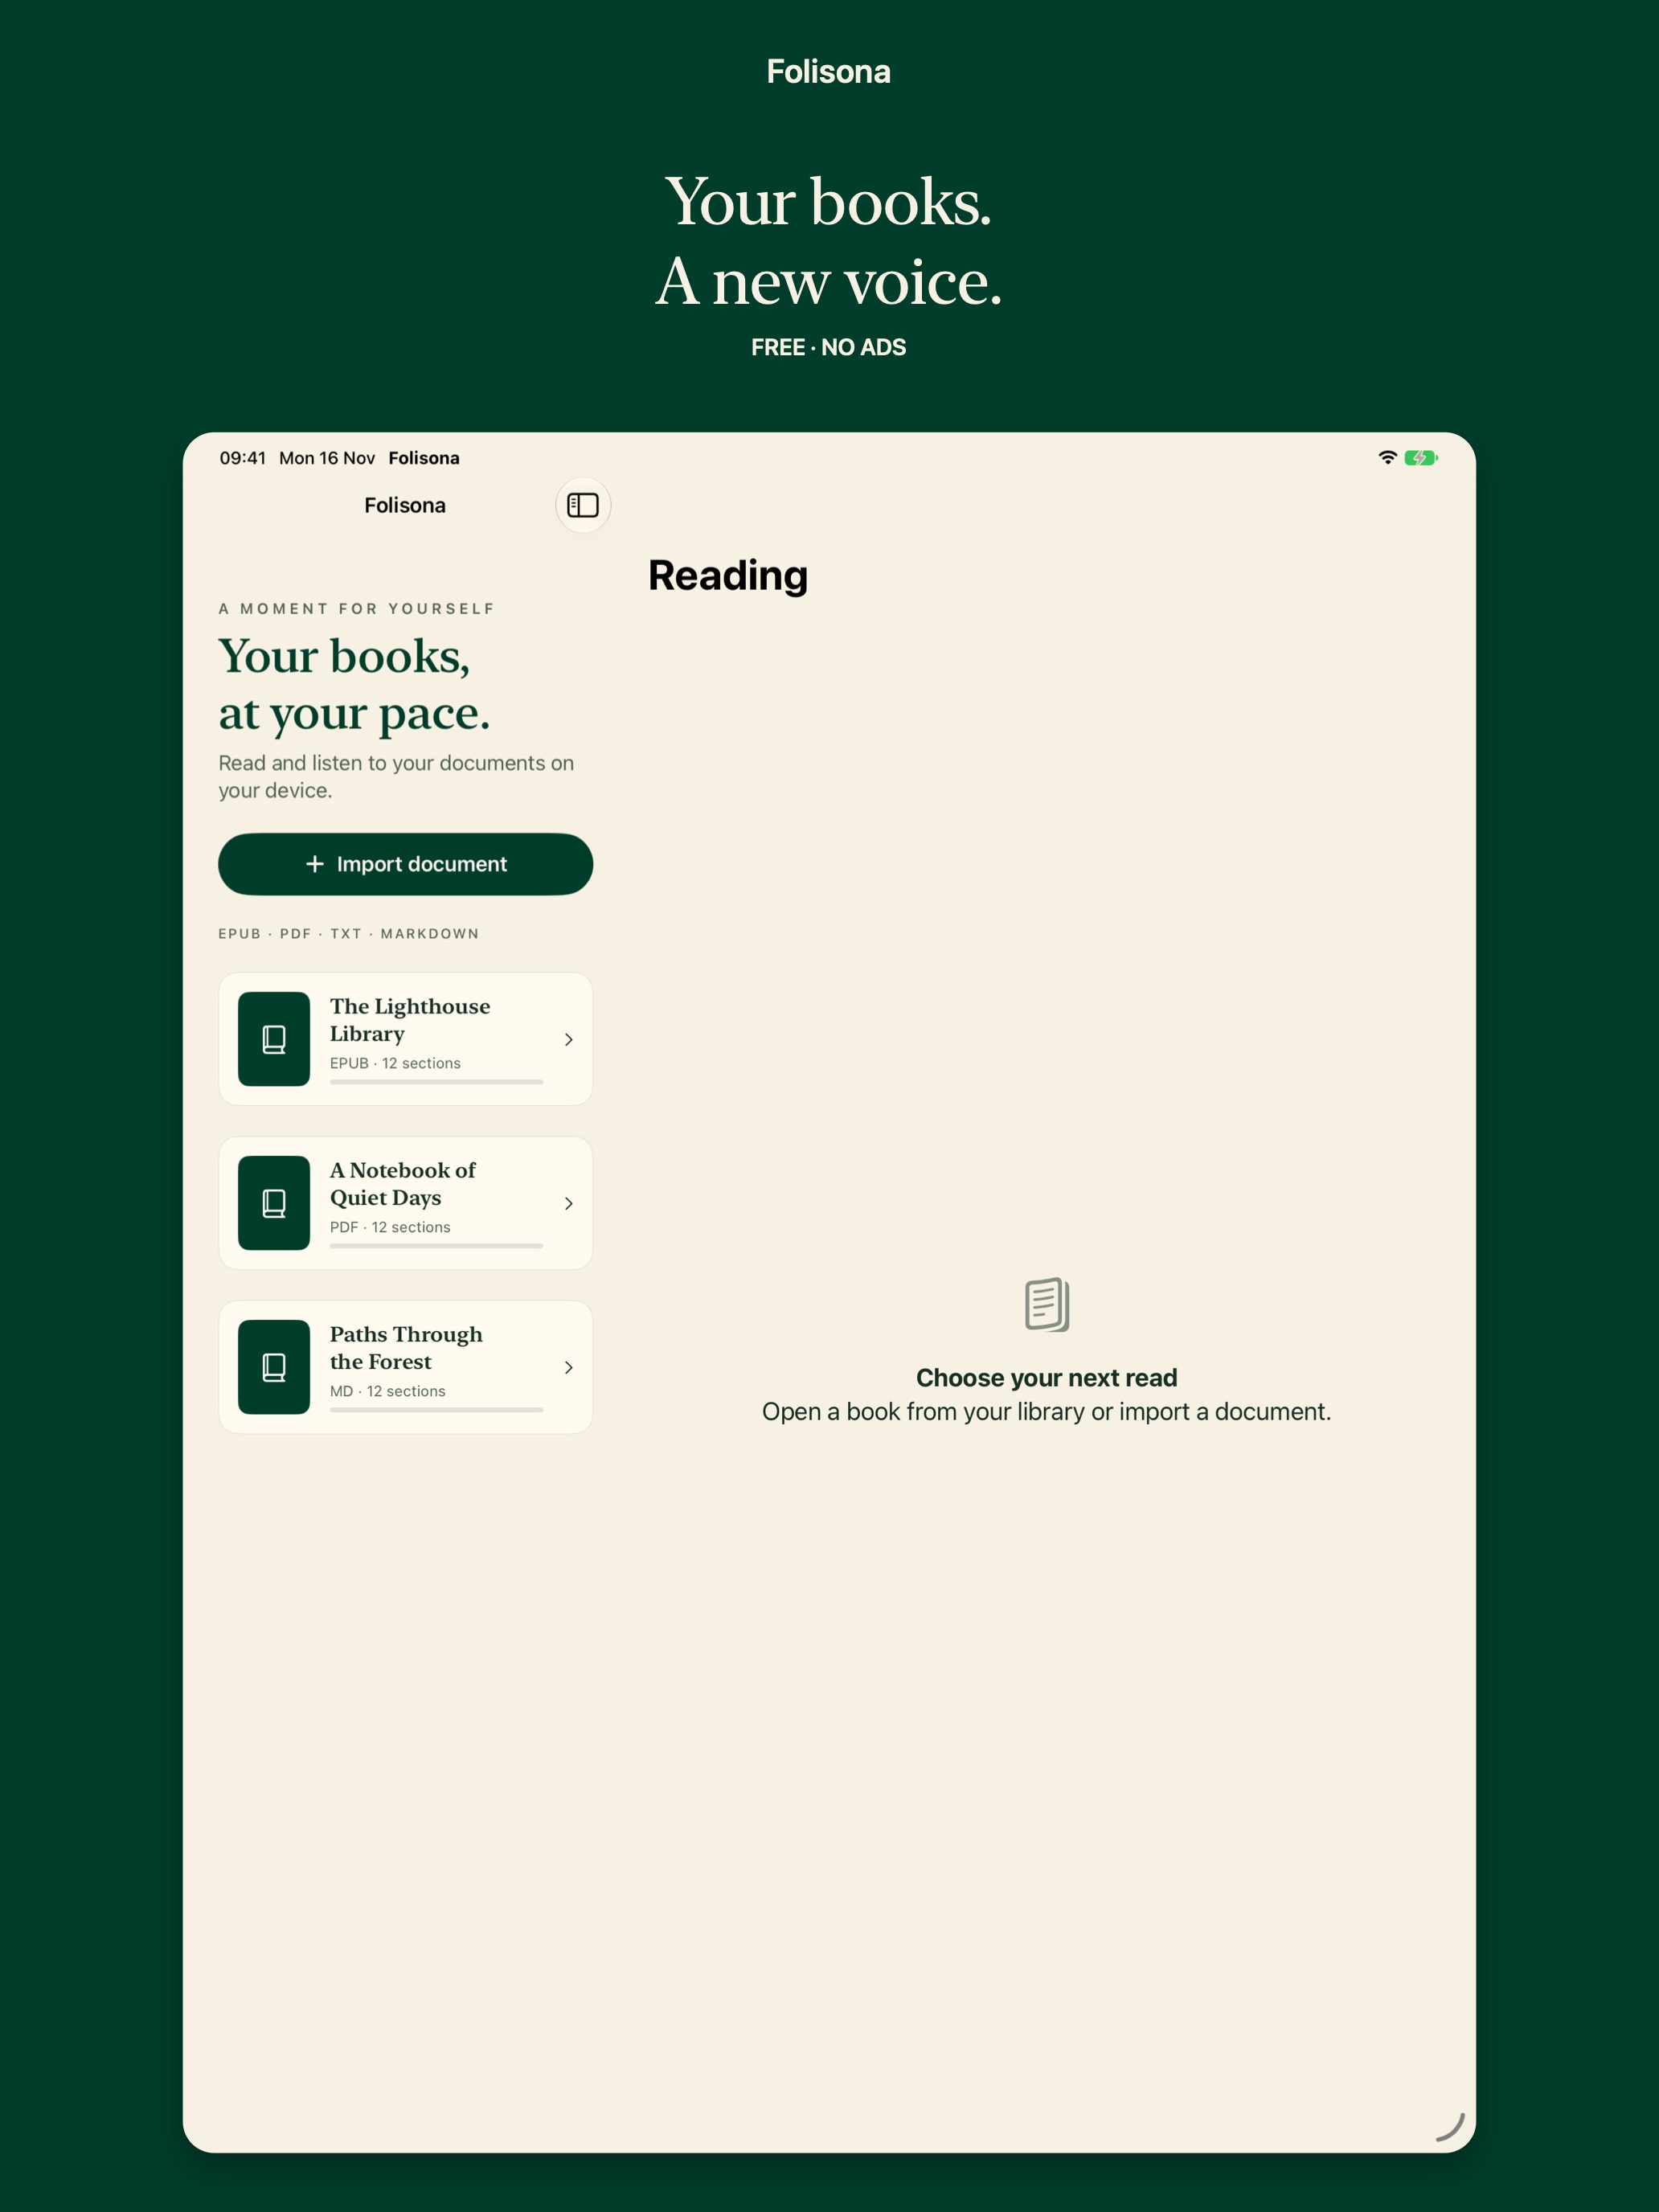 Folisona
Your books.
A new voice.
FREE · NO ADS
09:41 Mon 16 Nov Folisona
Folisona
Reading
A MOMENT FOR YOURSELF
Your books,
at your pace.
Read and listen to your documents on
your device.
+ Import document
EPUB · PDF · TXT · MARKDOWN
The Lighthouse
Library
EPUB · 12 sections
A Notebook of
Quiet Days
PDF · 12 sections
Paths Through
the Forest
MD · 12 sections
Choose your next read
Open a book from your library or import a document.